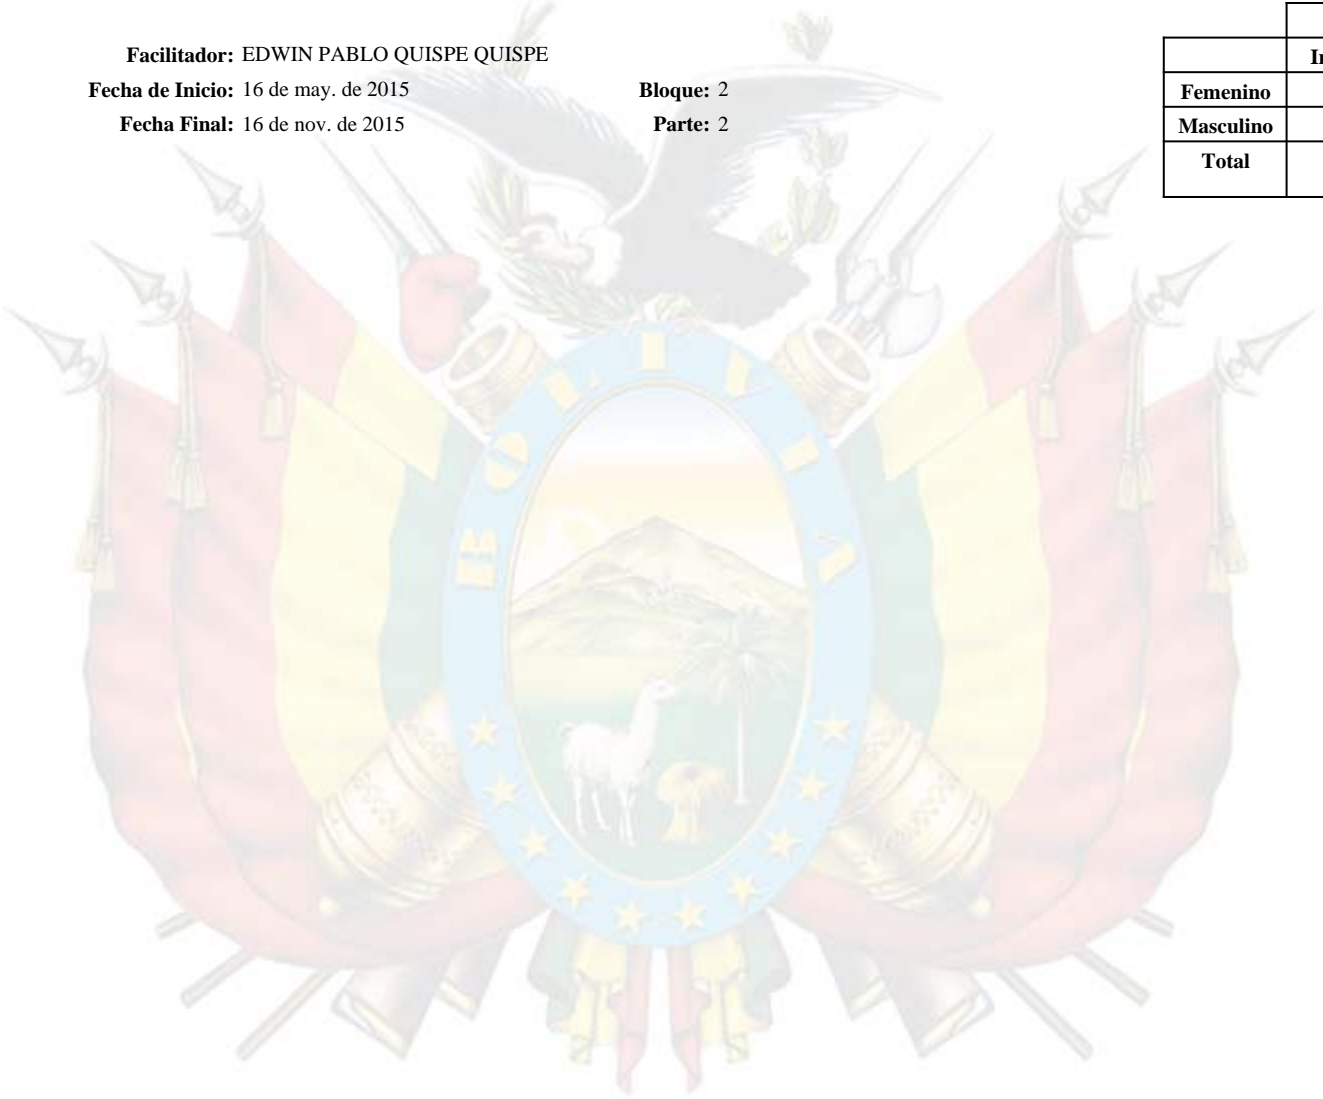 Facilitador: EDWIN PABLO QUISPE QUISPE
Fecha de Inicio: 16 de may. de 2015 Bloque: 2
Fecha Final: 16 de nov. de 2015 Parte: 2
Femenino
Masculino
Total
BOLIVIA